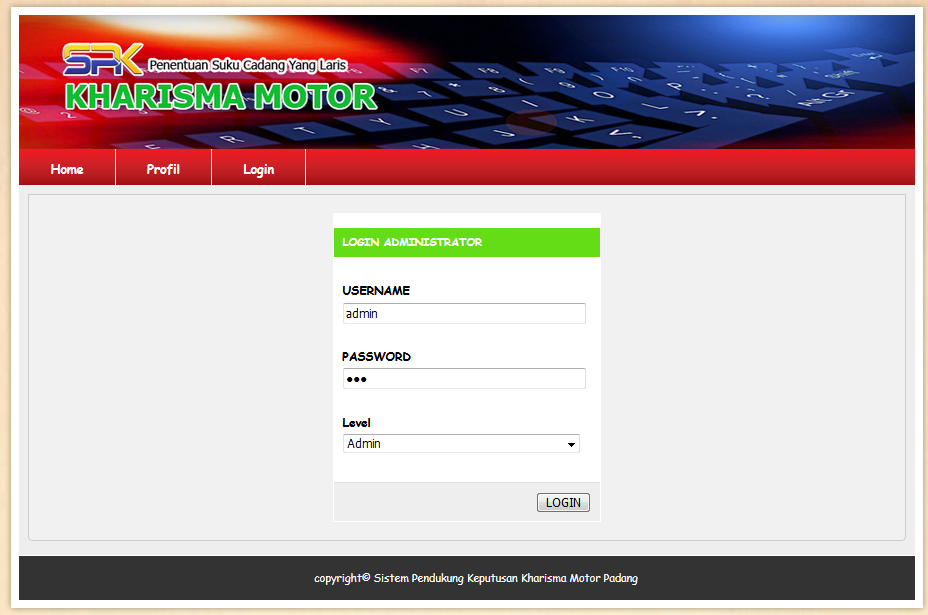 SPK Penentuan Suku Cadang Yang Laris
KHARISMA MOTOR
Home Profil Login
LOGIN ADMINISTRATOR
USERNAME
admin
PASSWORD
●●●
Level
Admin
LOGIN
copyright© Sistem Pendukung Keputusan Kharisma Motor Padang